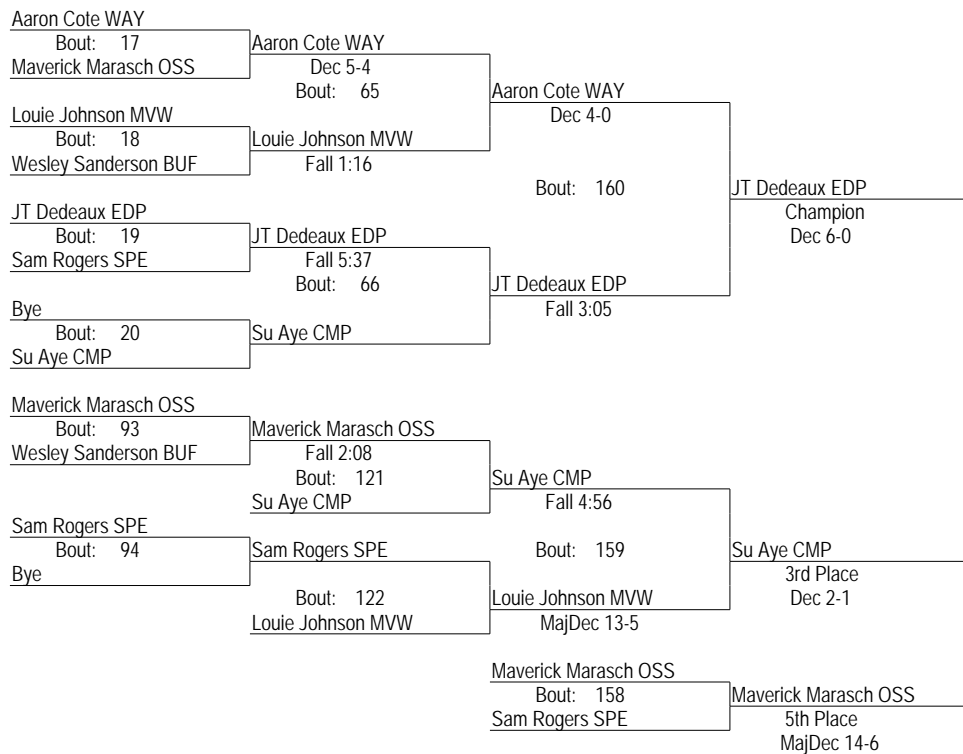 Aaron Cote WAY
Bout: 17
Maverick Marasch OSS
Aaron Cote WAY
Dec 5-4
Bout: 65
Louie Johnson MVW
Bout: 18
Wesley Sanderson BUF
Louie Johnson MVW
Fall 1:16
Aaron Cote WAY
Dec 4-0
Bout: 160
JT Dedeaux EDP
Bout: 19
Sam Rogers SPE
JT Dedeaux EDP
Fall 5:37
Bout: 66
Bye
Bout: 20
Su Aye CMP
Su Aye CMP
JT Dedeaux EDP
Fall 3:05
JT Dedeaux EDP
Champion
Dec 6-0
Maverick Marasch OSS
Bout: 93
Wesley Sanderson BUF
Maverick Marasch OSS
Fall 2:08
Bout: 121
Su Aye CMP
Su Aye CMP
Fall 4:56
Bout: 159
Sam Rogers SPE
Bout: 94
Bye
Sam Rogers SPE
Bout: 122
Louie Johnson MVW
Louie Johnson MVW
MajDec 13-5
Su Aye CMP
3rd Place
Dec 2-1
Maverick Marasch OSS
Bout: 158
Sam Rogers SPE
Maverick Marasch OSS
5th Place
MajDec 14-6